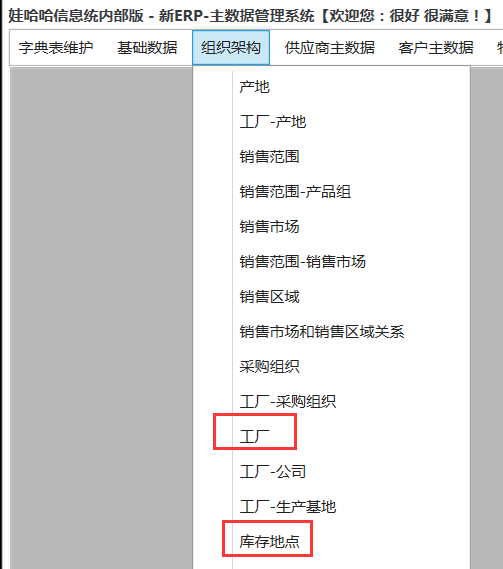 娃哈哈信息统内部版 - 新ERP-主数据管理系统【欢迎您：很好 很满意！】
字典表维护 基础数据 组织架构 供应商主数据 客户主数据
产地
工厂-产地
销售范围
销售范围-产品组
销售市场
销售范围-销售市场
销售区域
销售市场和销售区域关系
采购组织
工厂-采购组织
工厂
工厂-公司
工厂-生产基地
库存地点